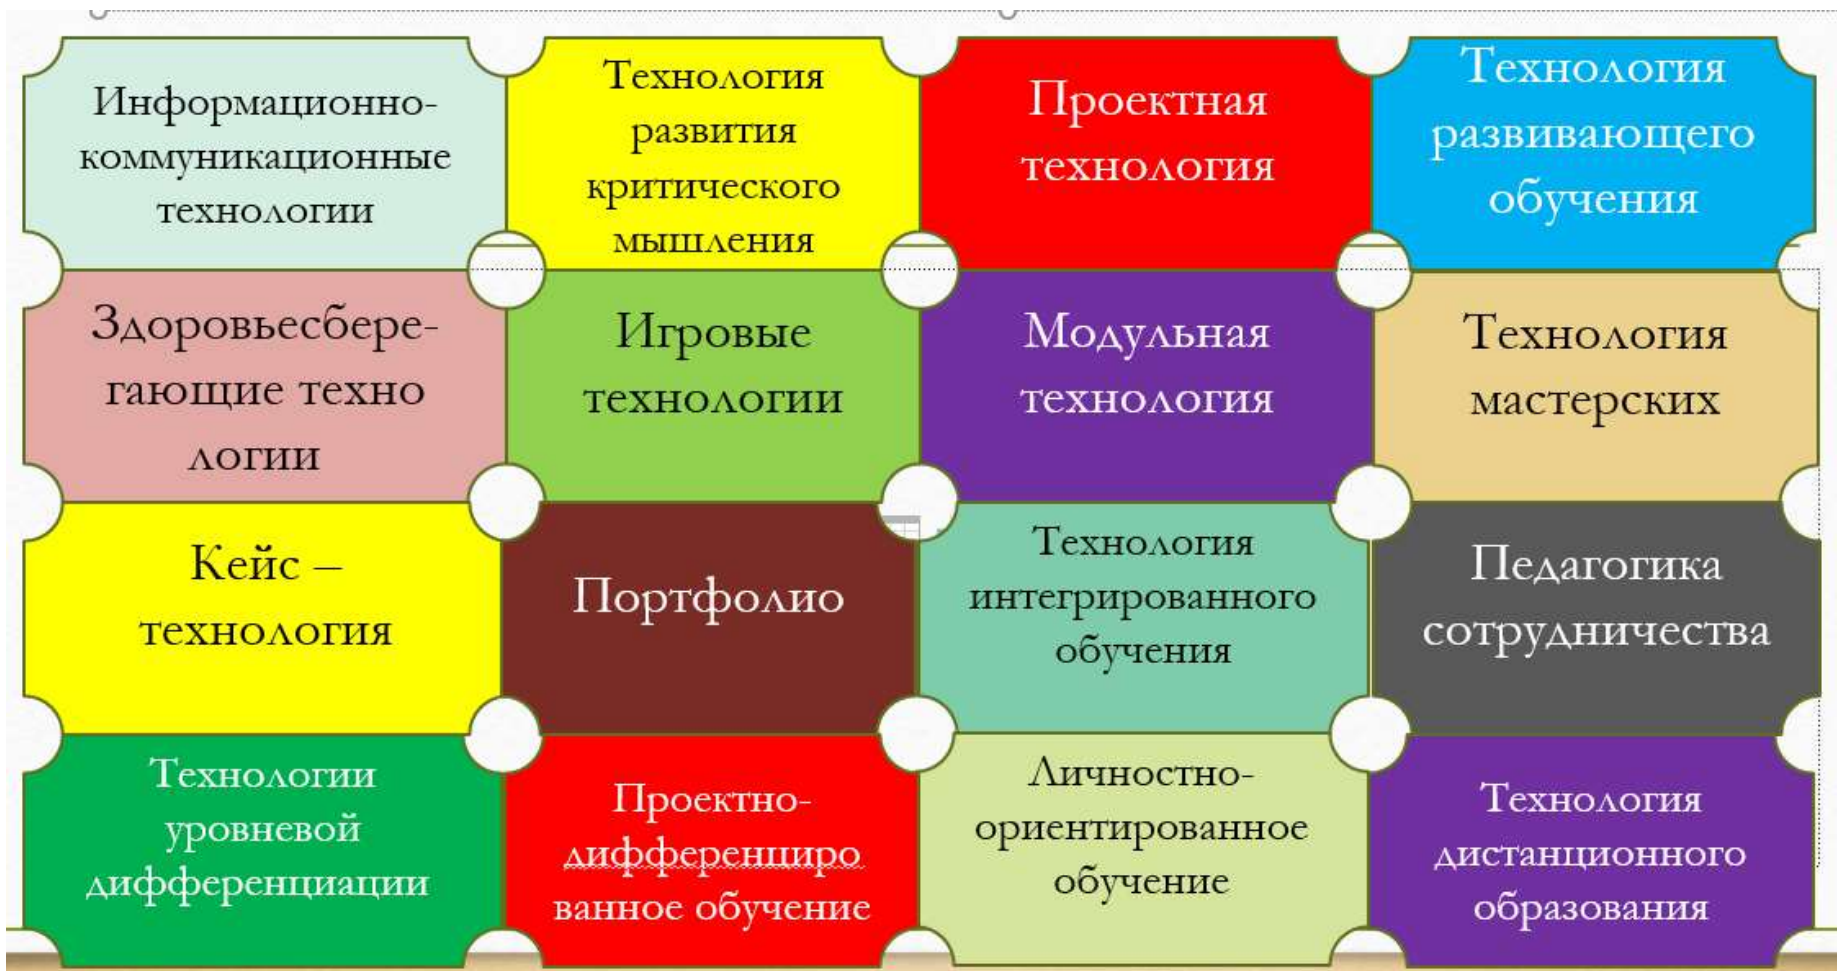 Информационно-
коммуникационные
технологии
Технология
развития
критического
мышления
Проектная
технология
Технология
развивающего
обучения
Здоровьесбере-
гающие техно
логии
Игровые
технологии
Модульная
технология
Технология
мастерских
Кейс –
технология
Портфолио
Технология
интегрированного
обучения
Педагогика
сотрудничества
Технологии
уровневой
дифференциации
Проектно-
дифференциро
ванное обучение
Личностно-
ориентированное
обучение
Технология
дистанционного
образования